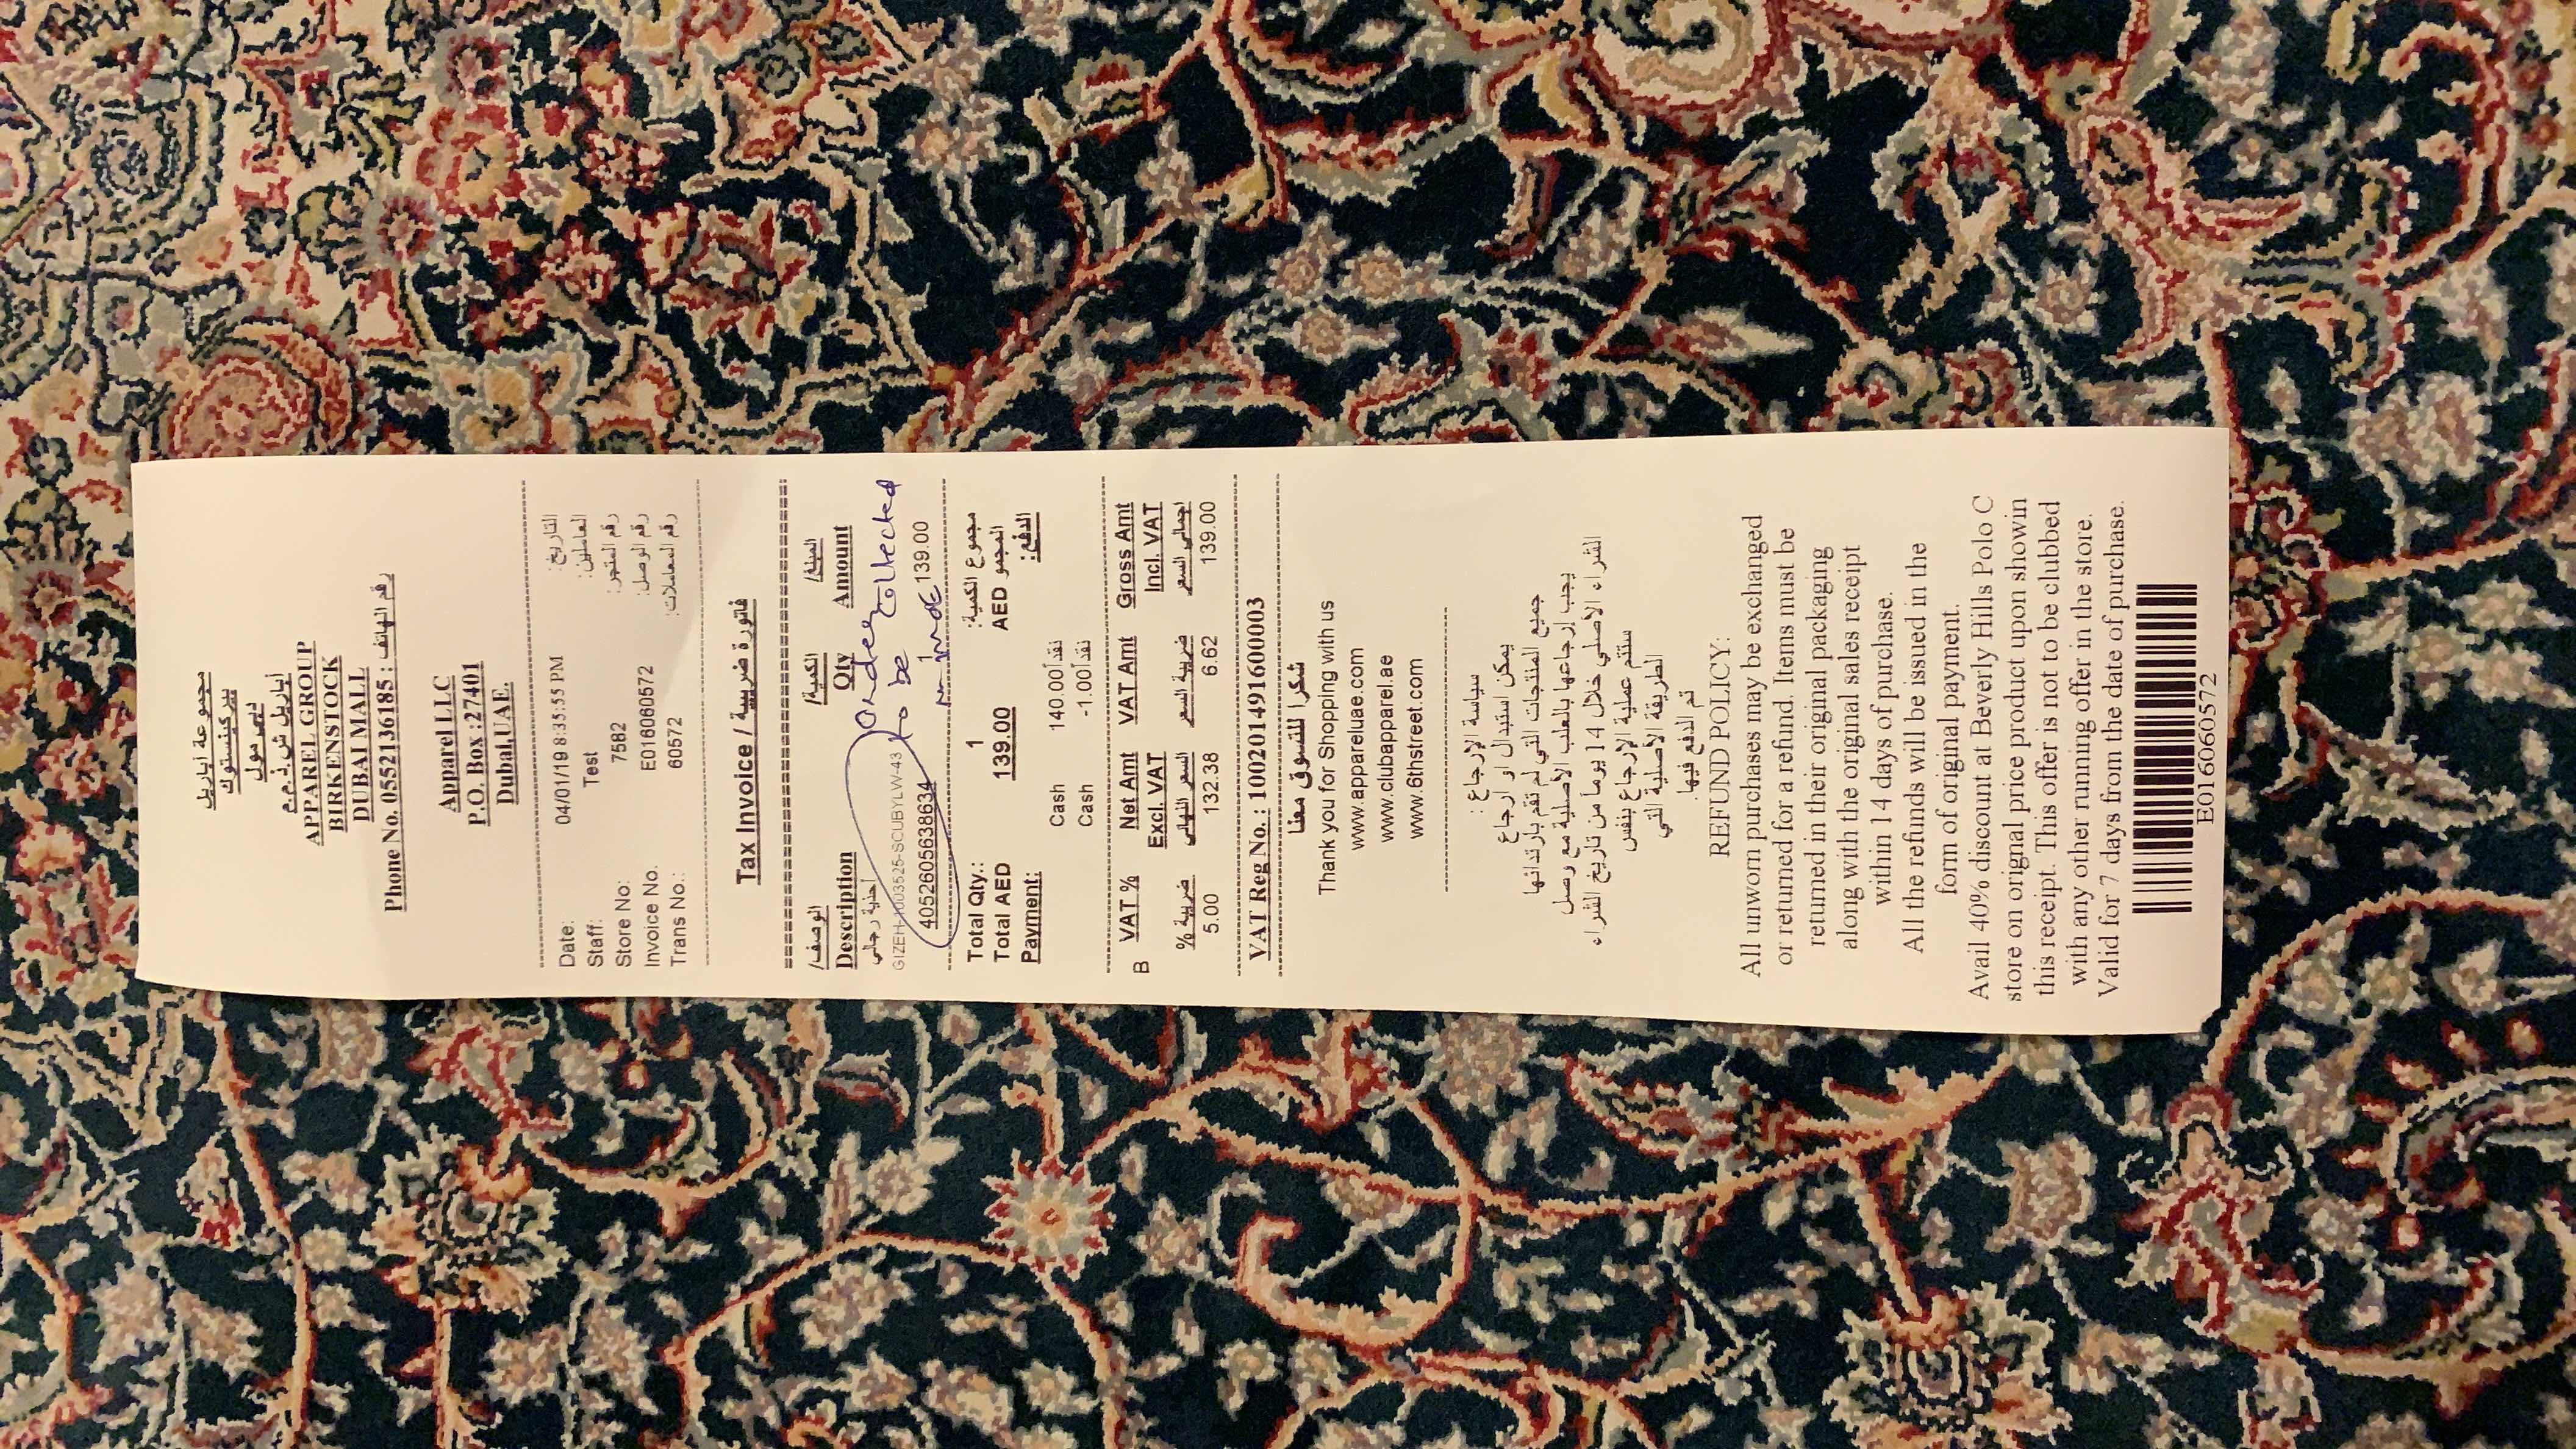 مجموعة أباريل
بيركينستوك
دبي مول
أباريل ش.ذ.م.م
APPAREL GROUP
BIRKENSTOCK
DUBAI MALL
Phone No. 0552136185 : رقم الهاتف
Apparel LLC
P.O. Box :27401
Dubai,UAE.
Date: 04/01/19 8:35:55 PM التاريخ:
Staff: Test العاملين:
Store No: 7582 رقم المتجر:
Invoice No. E016060572 رقم الوصل:
Trans No.: 60572 رقم المعاملات:
Tax Invoice / فاتورة ضريبية
الوصف/ الكمية/ المبلغ/
Description Qty Amount
أحذية رجالي
GIZEH-1003525-SCUBYLW-43
4052605638634 1 139.00
Order
to be collected
in MOE
Total Qty.: 1 مجموع الكمية:
Total AED 139.00 AED المجمو
Payment: الدفع:
Cash 140.00 نقداً
Cash -1.00 نقداً
B VAT % Net Amt VAT Amt Gross Amt
Excl. VAT Incl. VAT
% ضريبة السعر النهائي ضريبة السعر اجمالي السعر
5.00 132.38 6.62 139.00
VAT Reg No. : 100201491600003
شكرا للتسوق معنا
Thank you for Shopping with us
www.appareluae.com
www.clubapparel.ae
www.6thstreet.com
سياسة الإرجاع :
يمكن استبدال او ارجاع
جميع المنتجات التي لم تقم بارتدائها
يجب إرجاعها بالعلب الأصلية مع وصل
الشراء الأصلي خلال 14 يوماً من تاريخ الشراء
ستتم عملية الإرجاع بنفس
الطريقة الأصلية التي
تم الدفع فيها.
REFUND POLICY:
All unworn purchases may be exchanged
or returned for a refund. Items must be
returned in their original packaging
along with the original sales receipt
within 14 days of purchase.
All the refunds will be issued in the
form of original payment.
Avail 40% discount at Beverly Hills Polo C
store on orignal price product upon showin
this receipt. This offer is not to be clubbed
with any other running offer in the store.
Valid for 7 days from the date of purchase.
E016060572